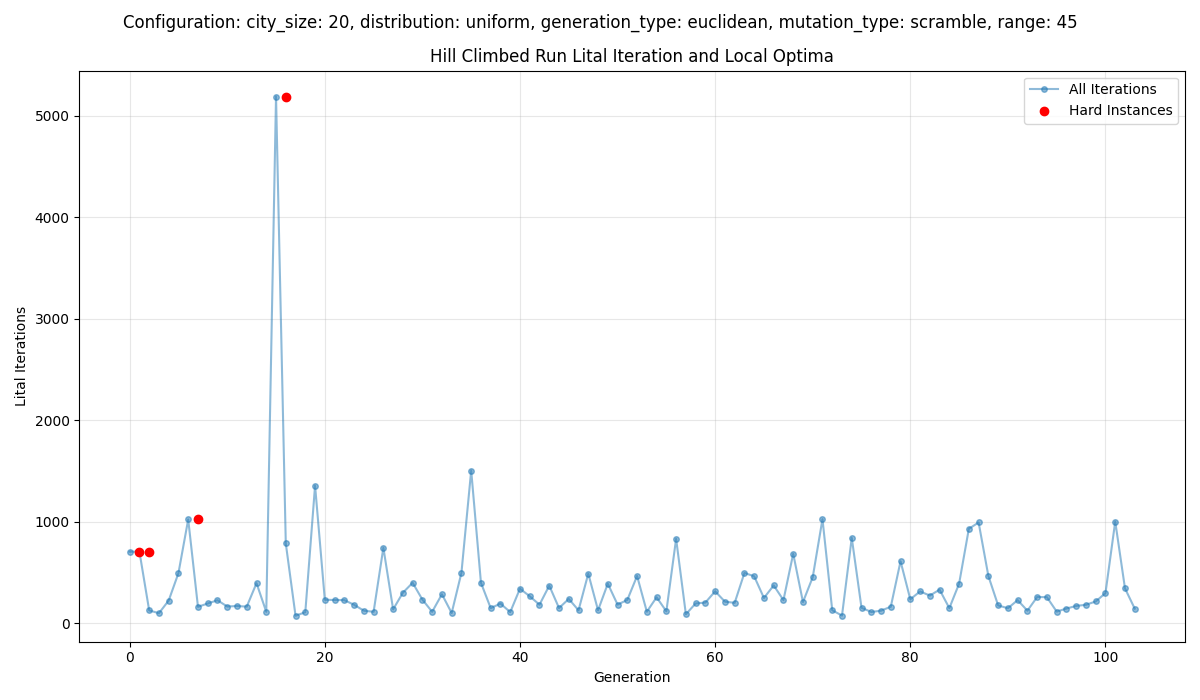 Configuration: city_size: 20, distribution: uniform, generation_type: euclidean, mutation_type: scramble, range: 45
Hill Climbed Run Lital Iteration and Local Optima
All Iterations
Hard Instances
5000
4000
3000
2000
1000
0
Lital Iterations
0 20 40 60 80 100
Generation